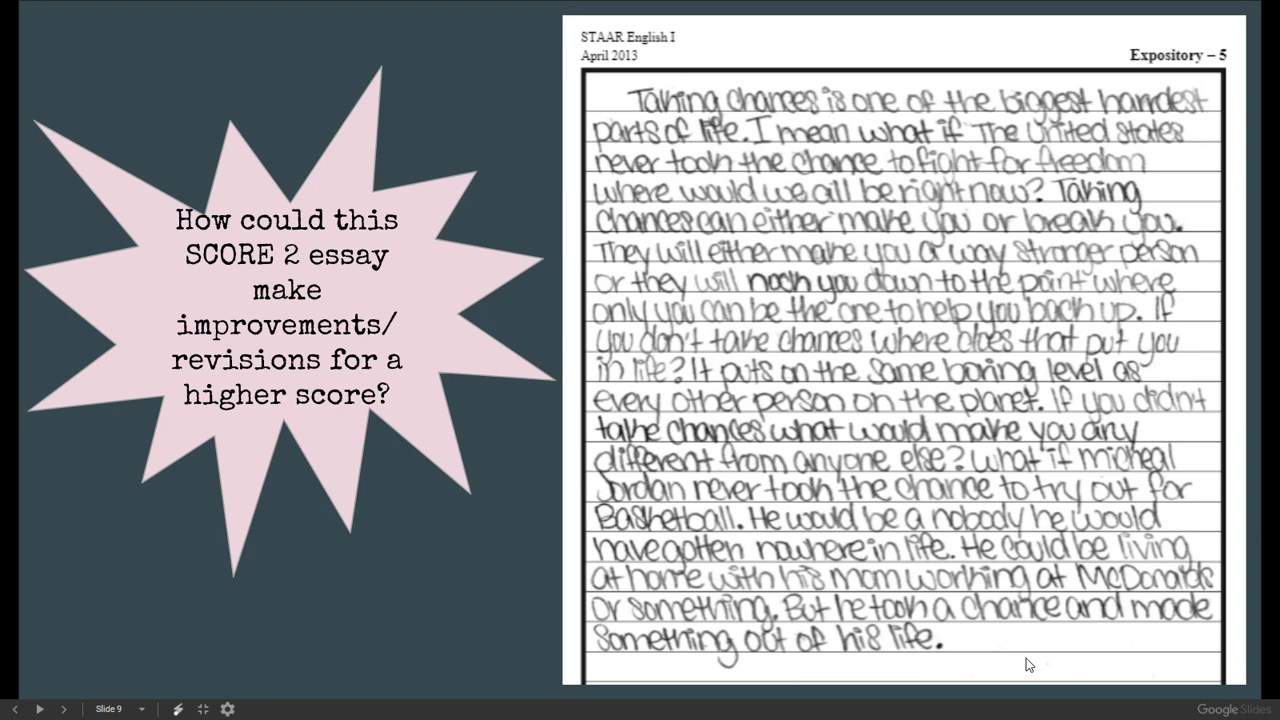 How could this
SCORE 2 essay
make
improvements/
revisions for a
higher score?
STAAR English I
April 2013
Expository – 5
Taking chances is one of the biggest hardest
parts of life. I mean what if The United States
never took the chance to fight for freedom
where would we all be right now? Taking
chances can either make you or break you.
They will either make you a way stronger person
or they will nock you down to the point where
only you can be the one to help you back up. If
you don't take chances where does that put you
in life? It puts on the same boring level as
every other person on the planet. If you didn't
take chances what would make you any
different from anyone else? What if micheal
Jordan never took the chance to try out for
Basketball. He would be a nobody he would
have gotten nowhere in life. He could be living
at home with his mom working at McDonalds
or something. But he took a chance and made
something out of his life.
Slide 9
Google Slides